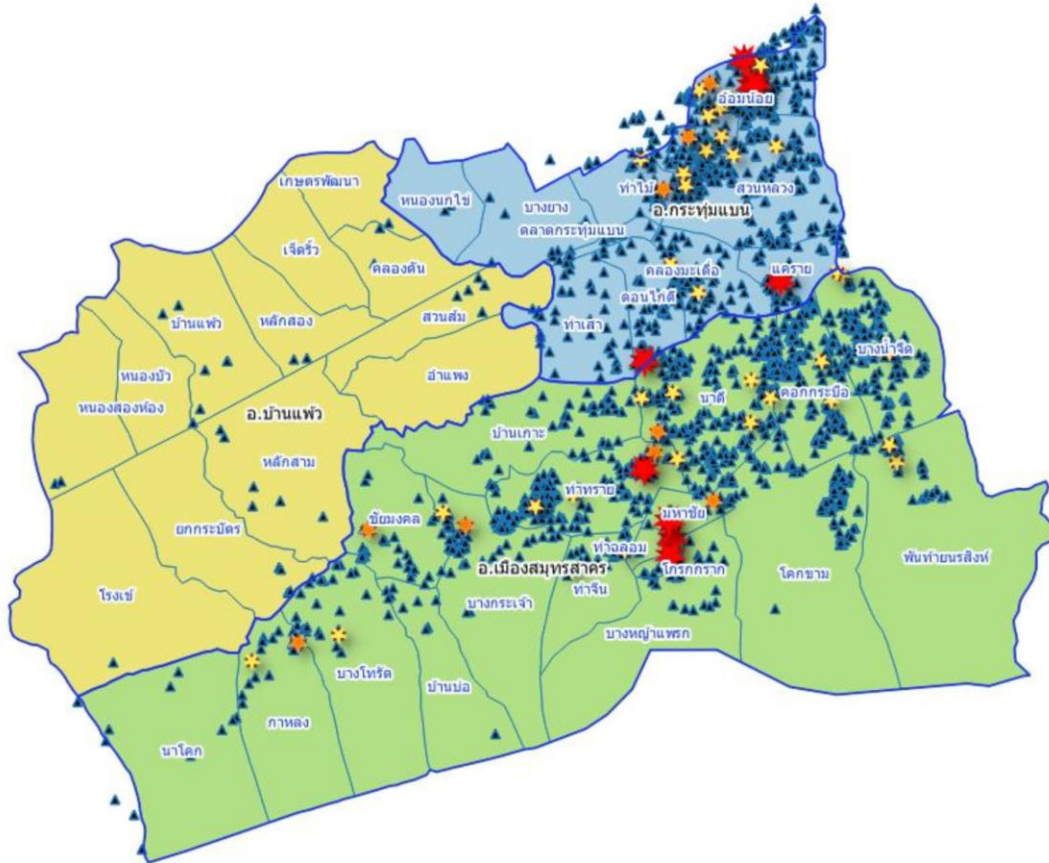 อ้อมน้อย
เกษตรพัฒนา
หนองนกไข่
ท่าไม้
สวนหลวง
บางยาง
อ.กระทุ่มแบน
ตลาดกระทุ่มแบน
เจ็ดริ้ว
คลองตัน
คลองมะเดื่อ
แคราย
ดอนไก่ดี
บ้านแพ้ว
หลักสอง
สวนส้ม
ท่าเสา
บางน้ำจืด
หนองบัว
อำแพง
นาดี
คอกกระบือ
หนองสองห้อง
อ.บ้านแพ้ว
บ้านเกาะ
หลักสาม
ท่าทราย
มหาชัย
ชัยมงคล
ยกกระบัตร
ท่าฉลอม
พันท้ายนรสิงห์
อ.เมืองสมุทรสาคร
โกรกกราก
โคกขาม
ท่าจีน
โรงเข้
บางกระเจ้า
บางหญ้าแพรก
บางโทรัด
บ้านบ่อ
กาหลง
นาโคก